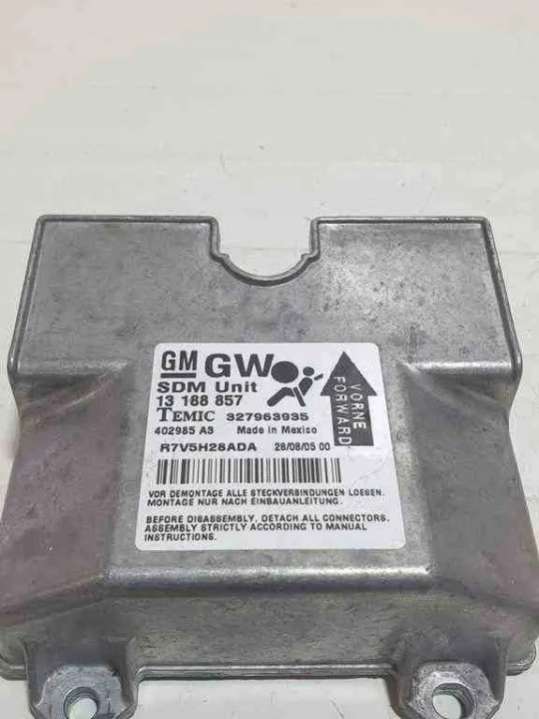 GM GW
SDM Unit
13 188 857
TEMIC 327963935
402985 A3 Made in Mexico
R7V5H28ADA 26/08/05 00
VORNE
FORWARD
VOR DEMONTAGE ALLE STECKVERBINDUNGEN LOESEN.
MONTAGE NUR NACH EINBAUANLEITUNG.
BEFORE DISASSEMBLY, DETACH ALL CONNECTORS.
ASSEMBLY STRICTLY ACCORDING TO MANUAL
INSTRUCTIONS.